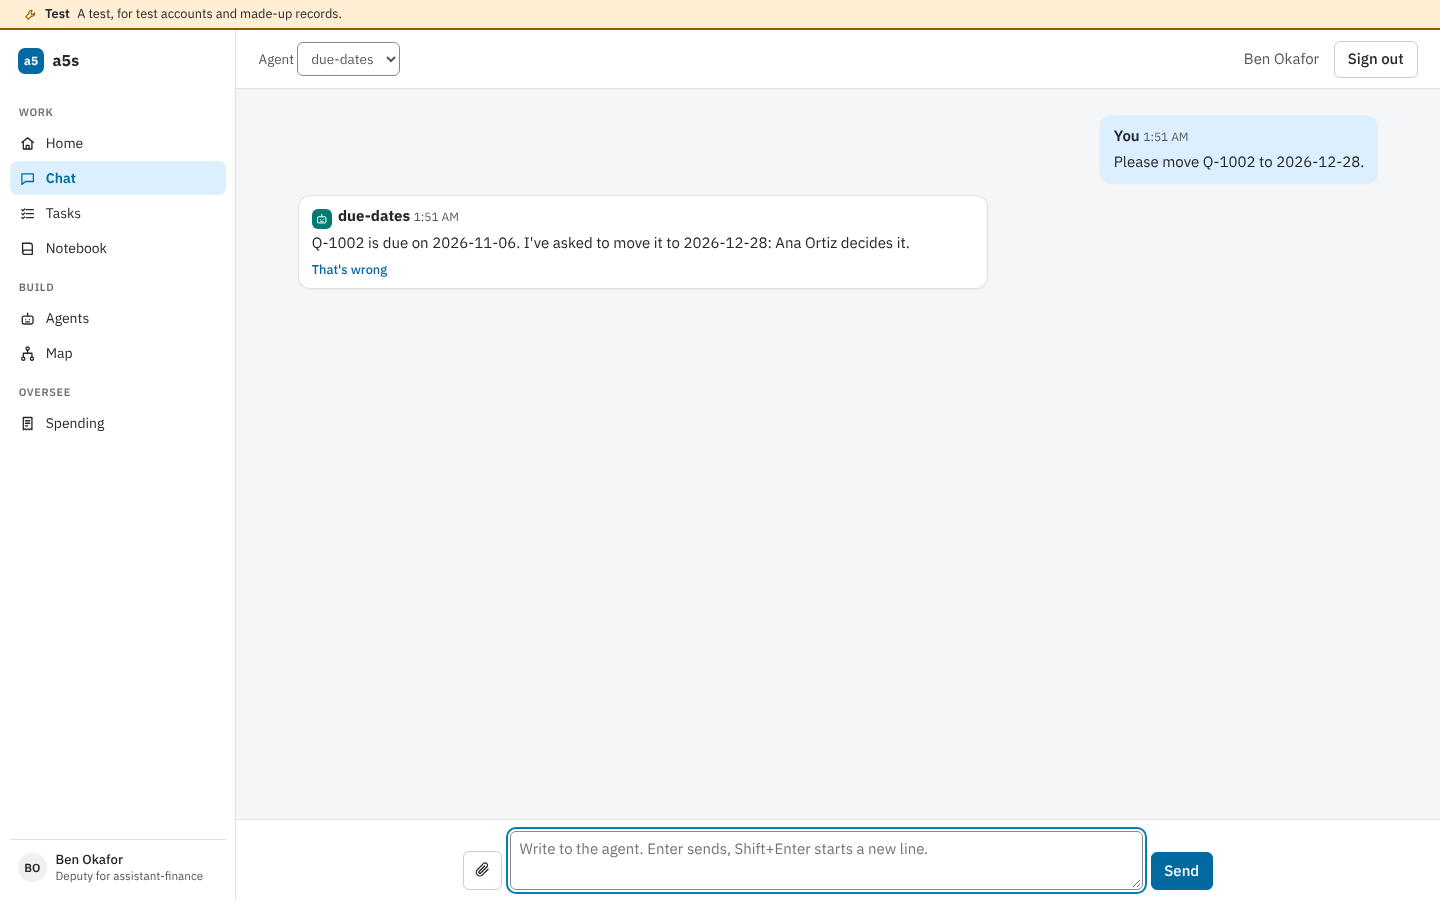 Test A test, for test accounts and made-up records.
a5 a5s
WORK
Home
Chat
Tasks
Notebook
BUILD
Agents
Map
OVERSEE
Spending
BO Ben Okafor
Deputy for assistant-finance
Agent due-dates
Ben Okafor Sign out
You 1:51 AM
Please move Q-1002 to 2026-12-28.
due-dates 1:51 AM
Q-1002 is due on 2026-11-06. I've asked to move it to 2026-12-28: Ana Ortiz decides it.
That's wrong
Write to the agent. Enter sends, Shift+Enter starts a new line.
Send